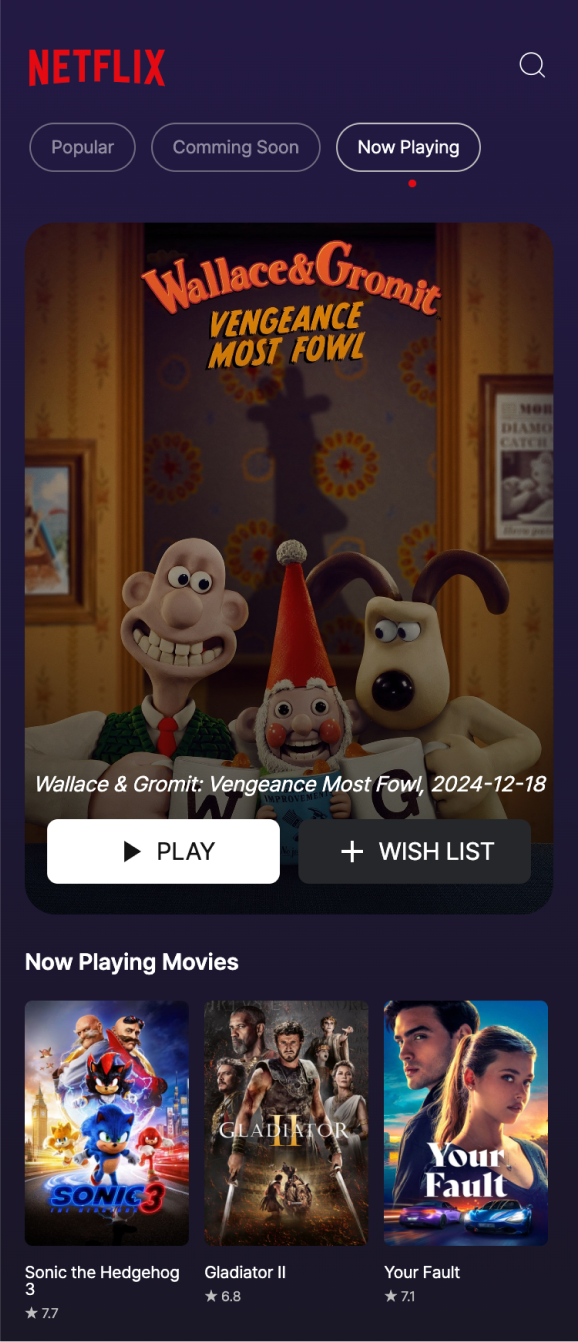 NETFLIX
Popular
Comming Soon
Now Playing
Wallace & Gromit
VENGEANCE
MOST FOWL
DIAMO
CATCH
W
G
Wallace & Gromit: Vengeance Most Fowl, 2024-12-18
PLAY
WISH LIST
Now Playing Movies
SONIC 3
THE HEDGEHOG
GLADIATOR
II
Your
Fault
Sonic the Hedgehog
3
★ 7.7
Gladiator II
★ 6.8
Your Fault
★ 7.1